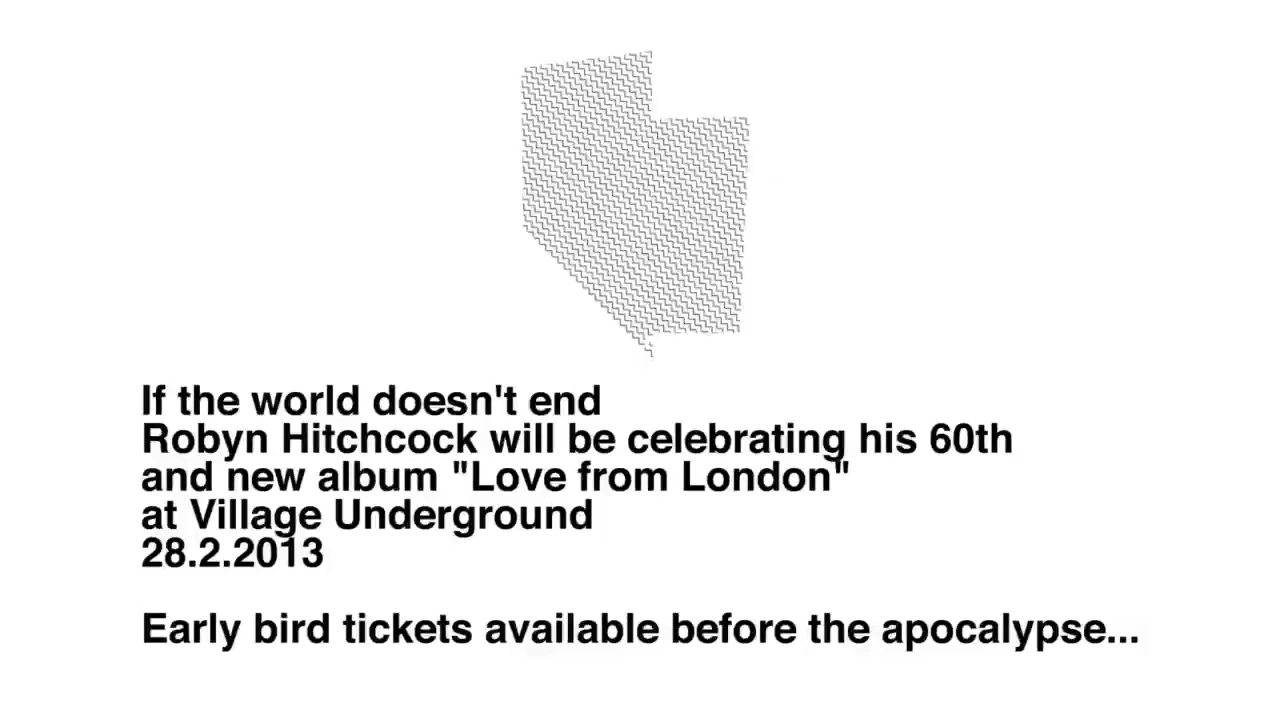 If the world doesn't end
Robyn Hitchcock will be celebrating his 60th
and new album "Love from London"
at Village Underground
28.2.2013
Early bird tickets available before the apocalypse...